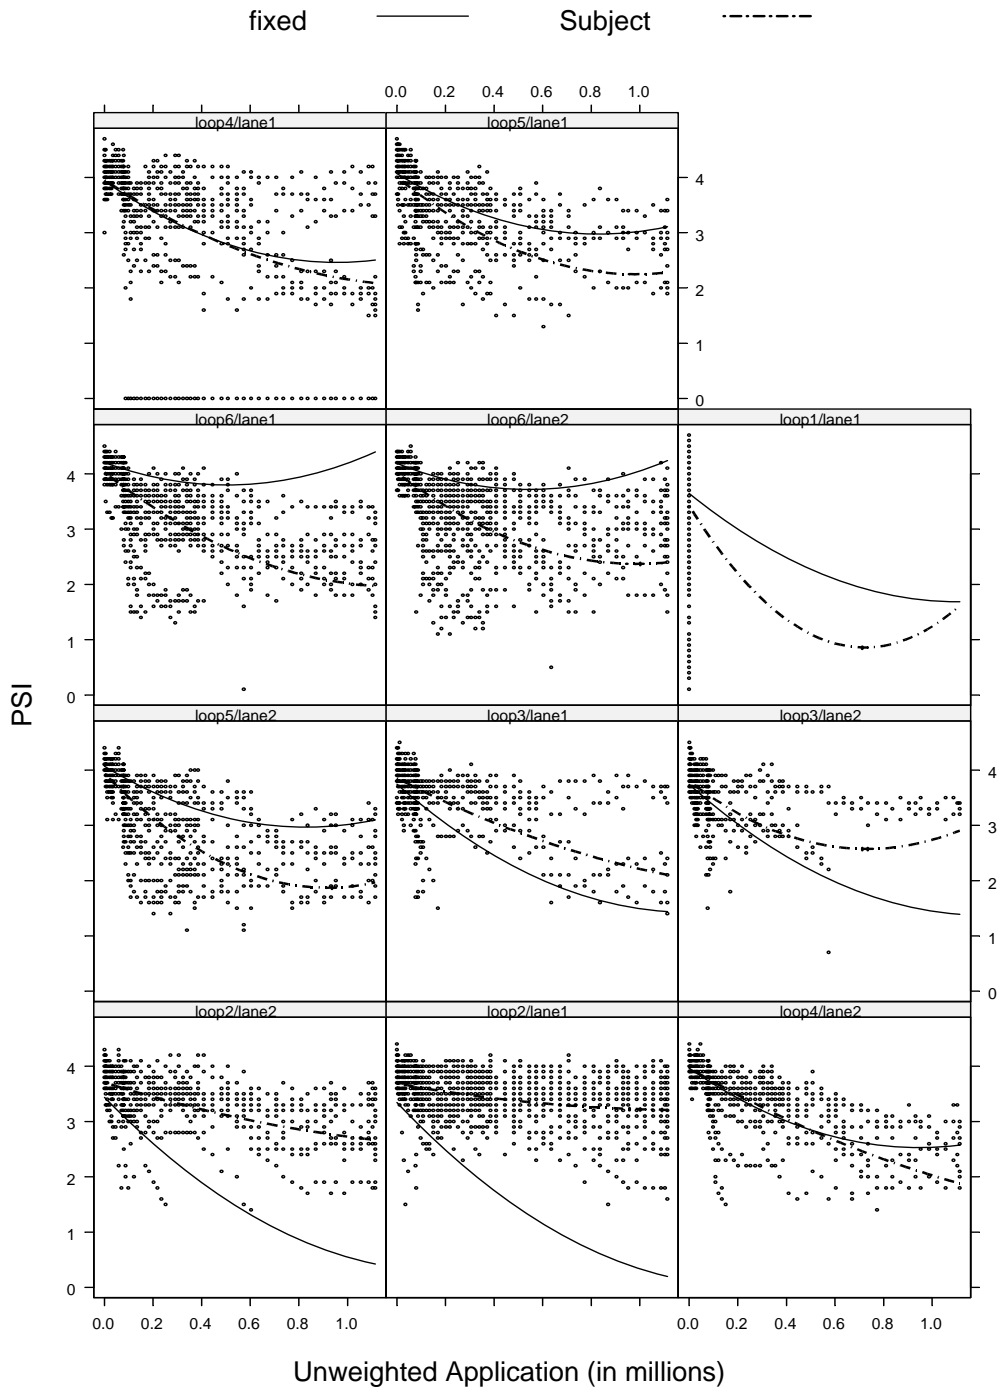 fixed Subject
0.0 0.2 0.4 0.6 0.8 1.0
loop4/lane1 loop5/lane1
4
3
2
1
0
loop6/lane1 loop6/lane2 loop1/lane1
4
3
2
1
0
PSI
loop5/lane2 loop3/lane1 loop3/lane2
4
3
2
1
0
loop2/lane2 loop2/lane1 loop4/lane2
4
3
2
1
0
0.0 0.2 0.4 0.6 0.8 1.0 0.0 0.2 0.4 0.6 0.8 1.0
Unweighted Application (in millions)